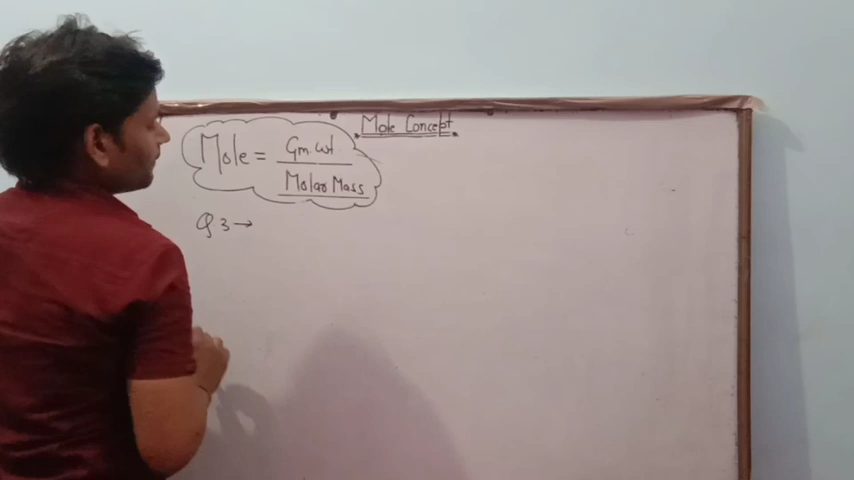 Mole Concept
Mole = Gm. wt
Molar Mass
Q 3 →